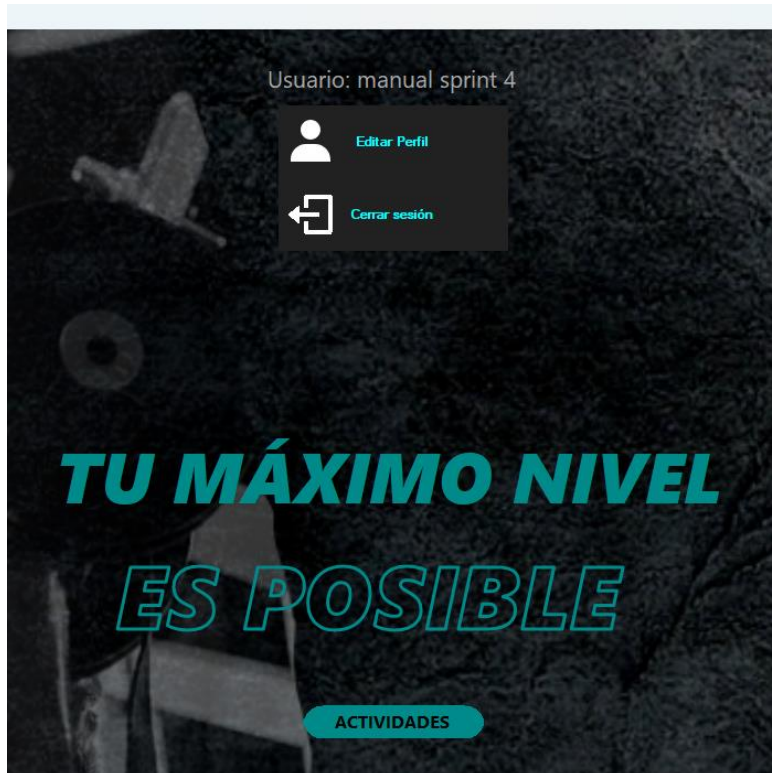 Usuario: manual sprint 4
Editar Perfil
Cerrar sesión
TU MÁXIMO NIVEL
ES POSIBLE
ACTIVIDADES